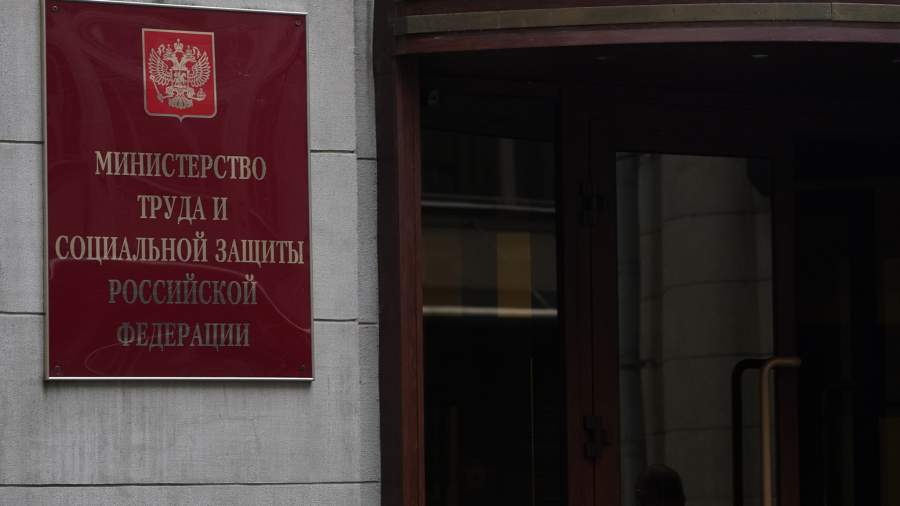 МИНИСТЕРСТВО
ТРУДА И
СОЦИАЛЬНОЙ ЗАЩИТЫ
РОССИЙСКОЙ
ФЕДЕРАЦИИ